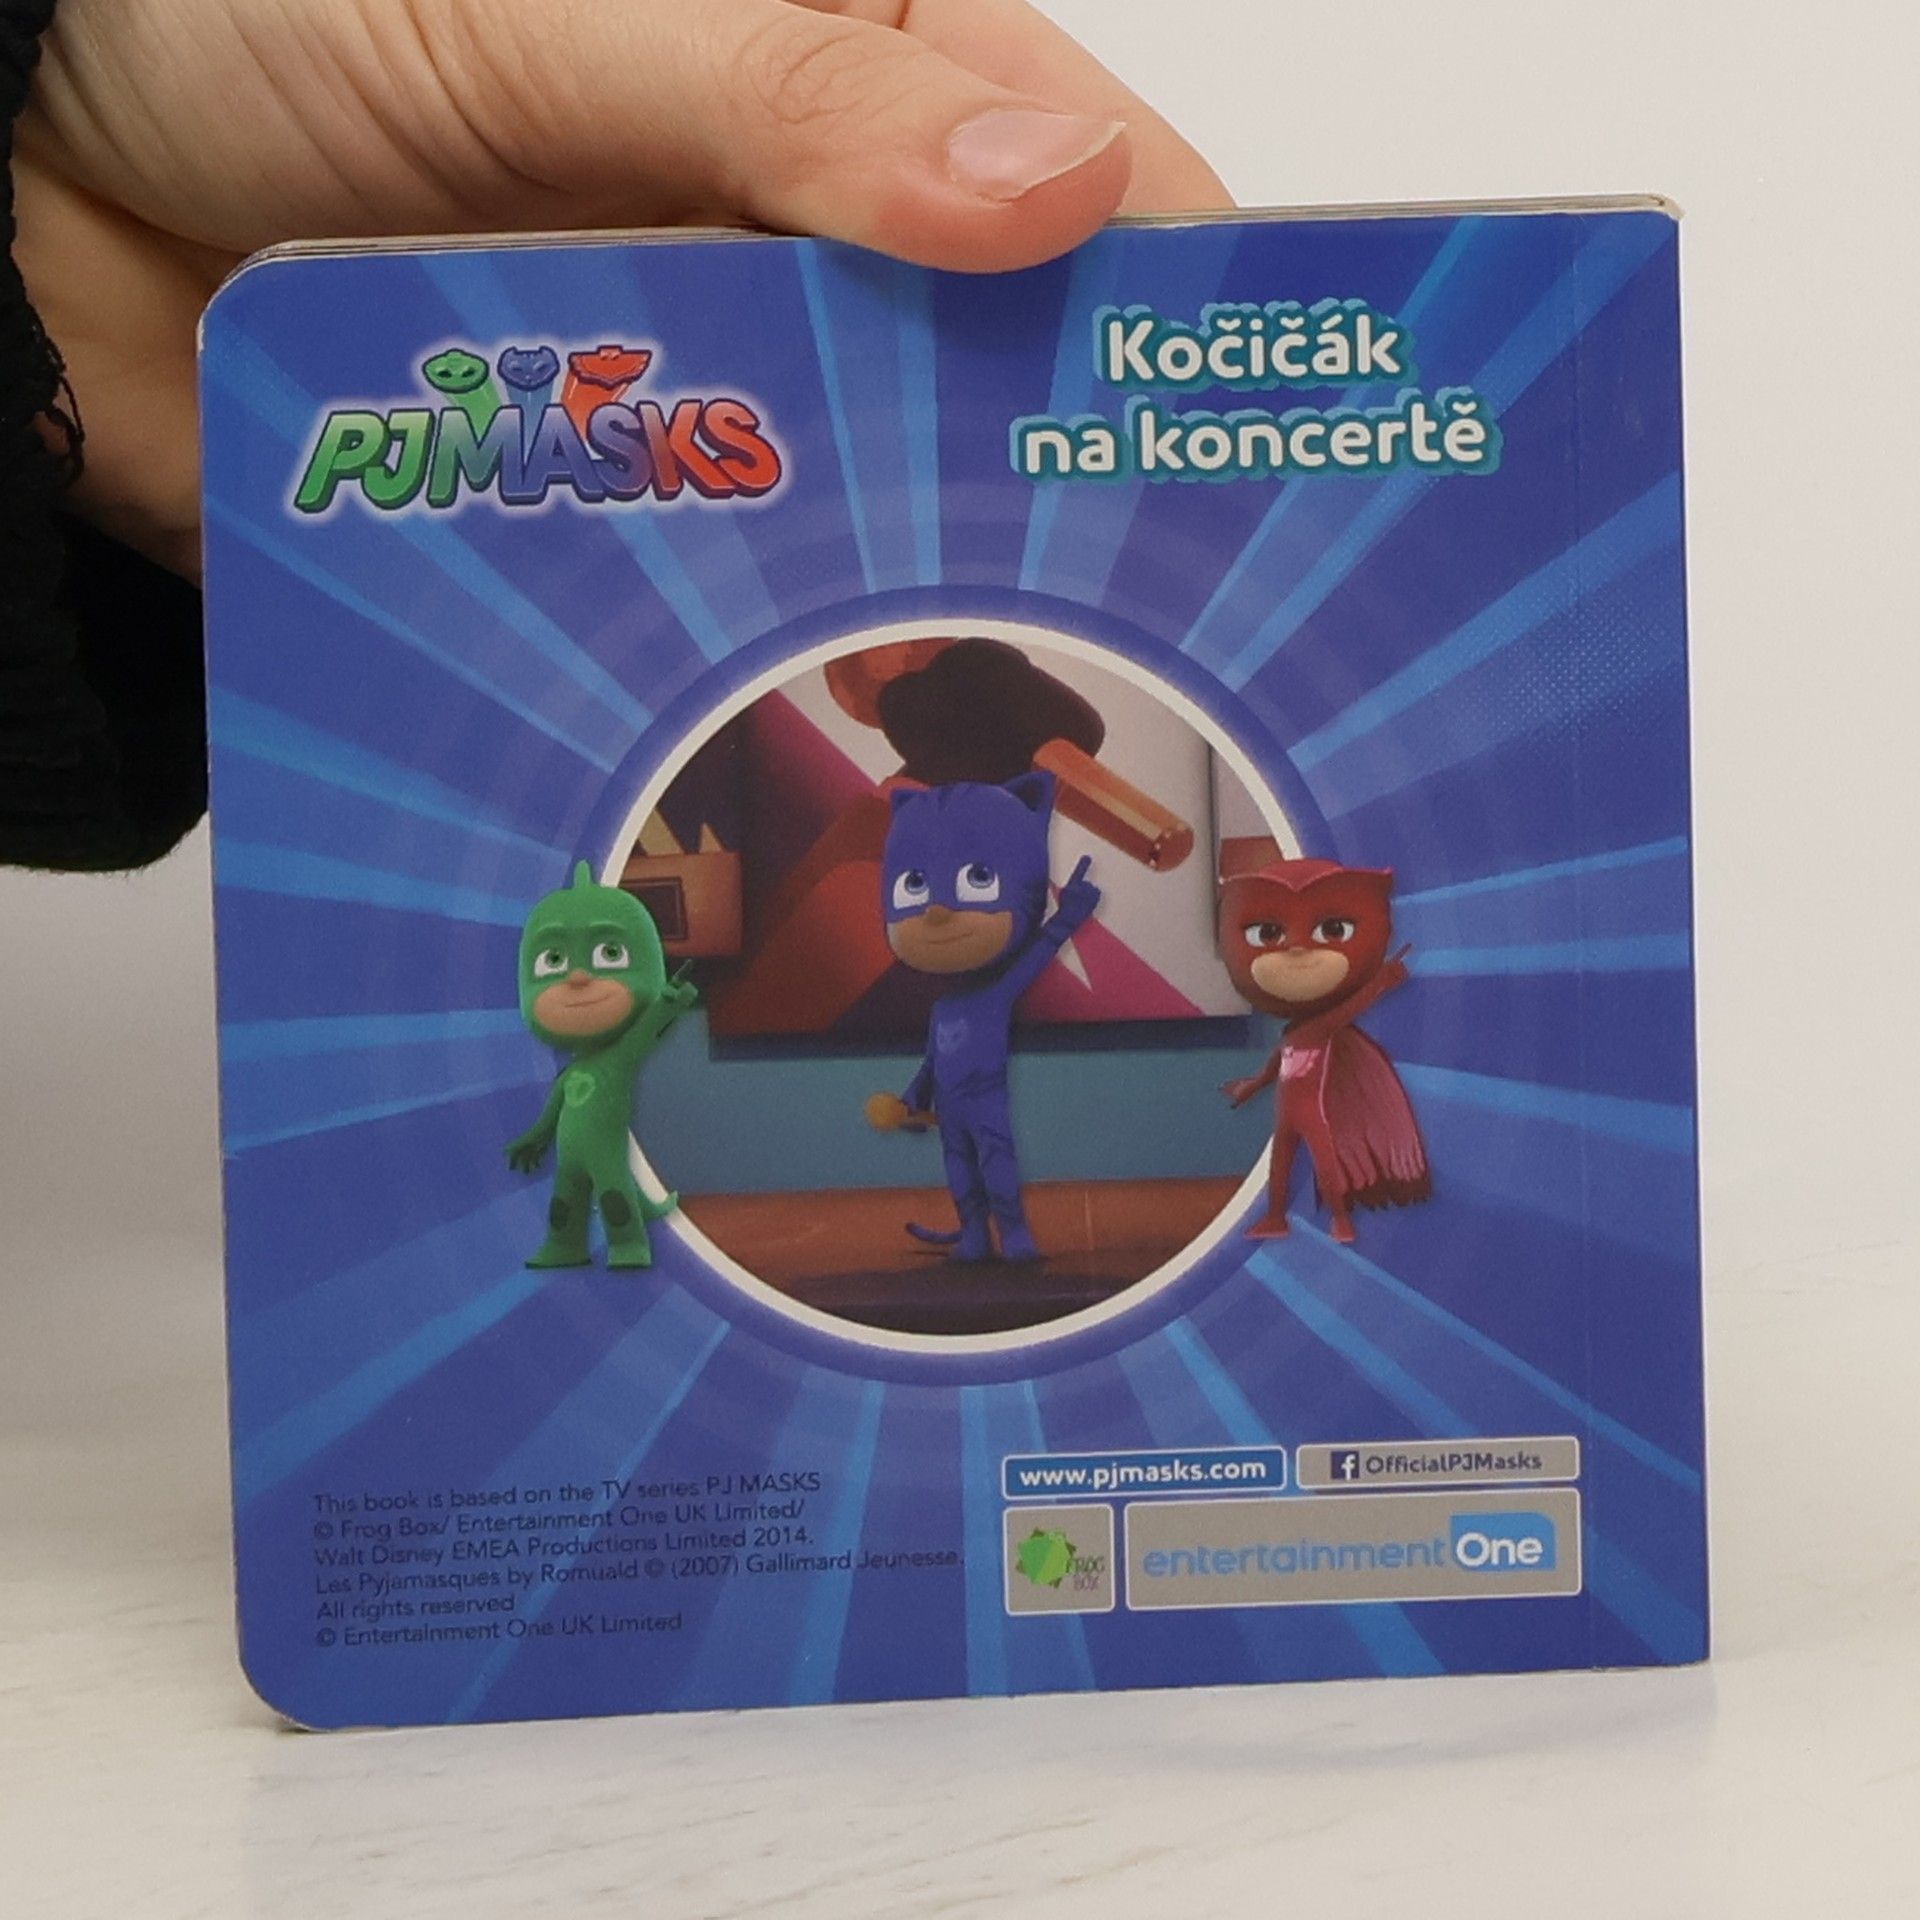 PJMASKS
Kočičák
na koncertě
This book is based on the TV series PJ MASKS
© Frog Box/ Entertainment One UK Limited/
Walt Disney EMEA Productions Limited 2014.
Les Pyjamasques by Romuald © (2007) Gallimard Jeunesse.
All rights reserved
© Entertainment One UK Limited
www.pjmasks.com
f OfficialPJMasks
FROG
BOX
entertainment One